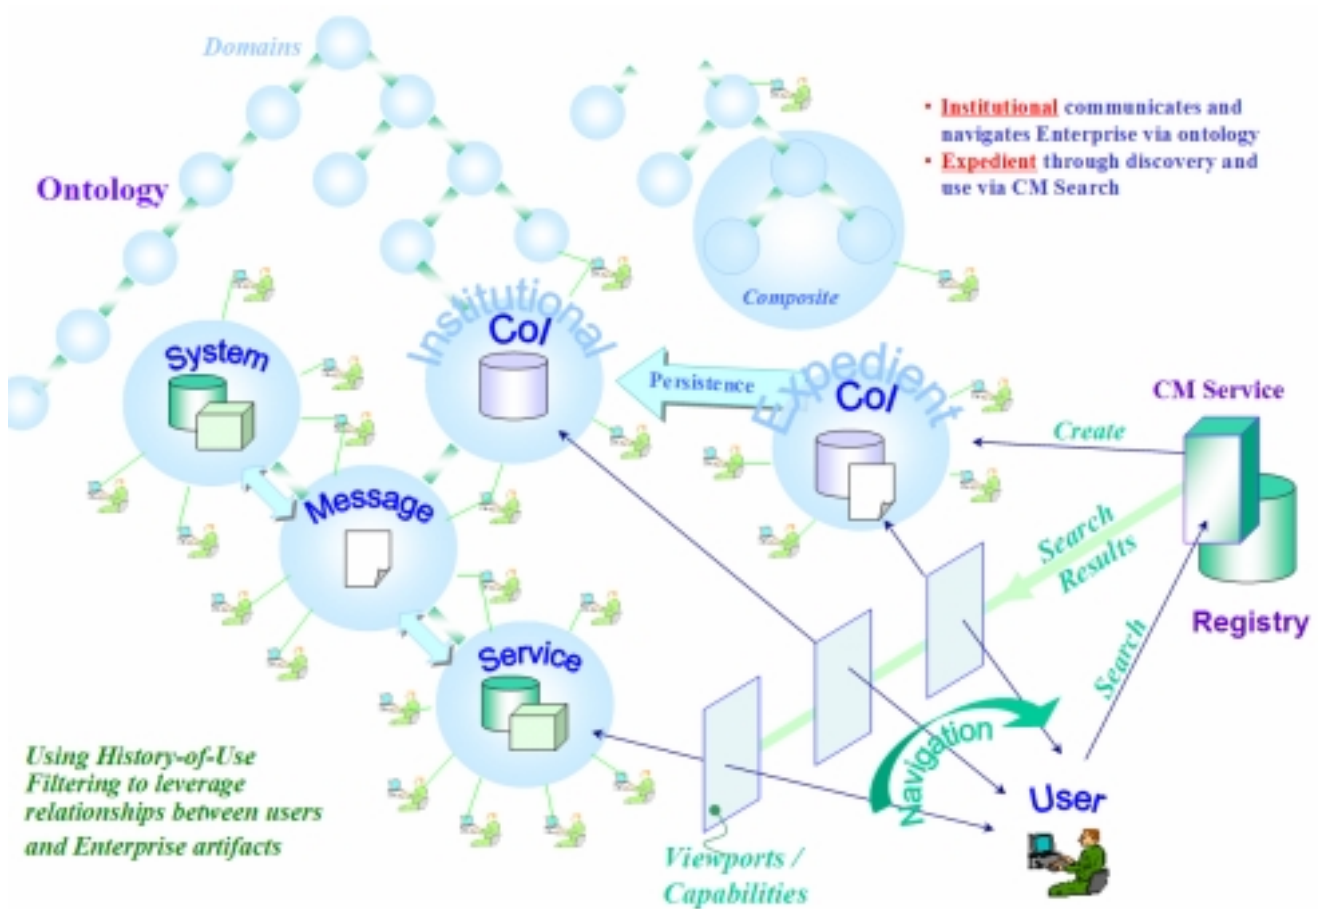 Domains
Ontology
• Institutional communicates and
navigates Enterprise via ontology
• Expedient through discovery and
use via CM Search
Composite
System
Institutional
CoI
Persistence
Expedient
CoI
CM Service
Create
Message
Search
Results
Registry
Search
Service
Navigation
User
Using History-of-Use
Filtering to leverage
relationships between users
and Enterprise artifacts
Viewports /
Capabilities